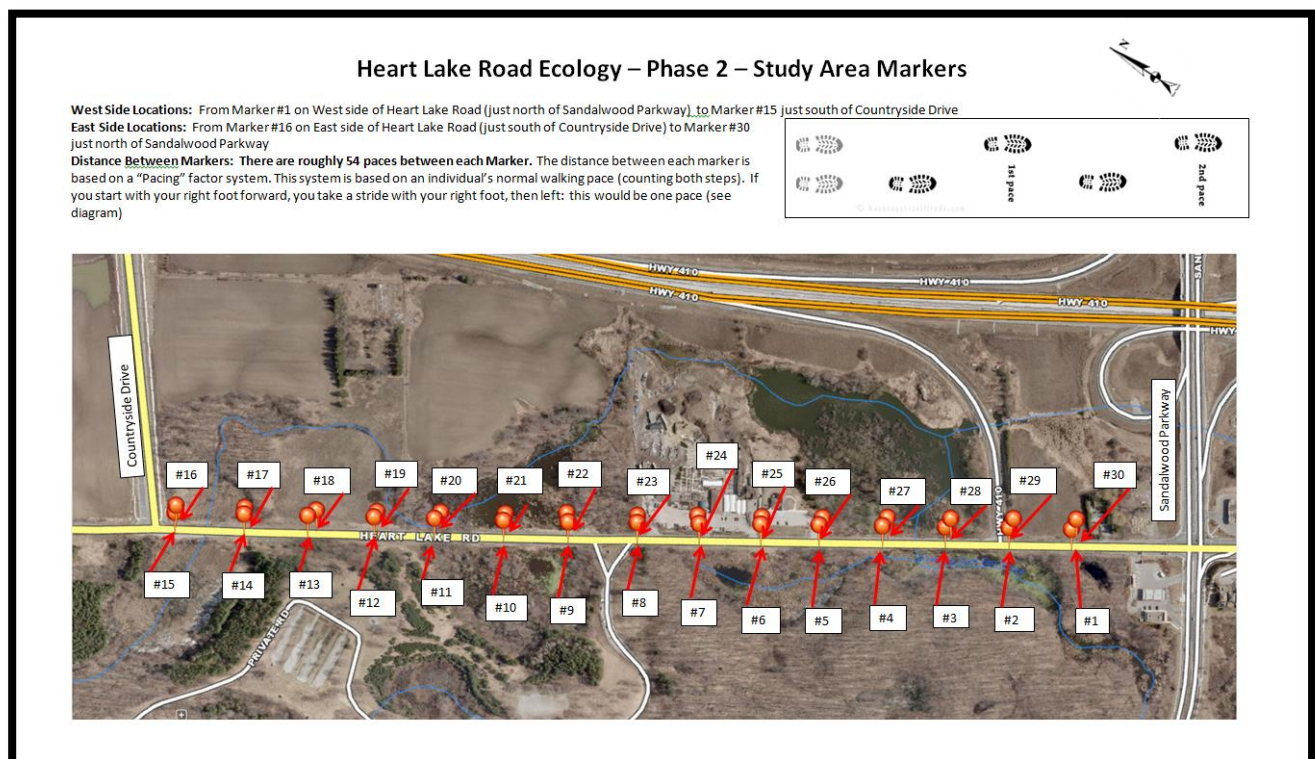 N
Heart Lake Road Ecology – Phase 2 – Study Area Markers
West Side Locations: From Marker #1 on West side of Heart Lake Road (just north of Sandalwood Parkway) to Marker #15 just south of Countryside Drive
East Side Locations: From Marker #16 on East side of Heart Lake Road (just south of Countryside Drive) to Marker #30
just north of Sandalwood Parkway
Distance Between Markers: There are roughly 54 paces between each Marker. The distance between each marker is
based on a “Pacing” factor system. This system is based on an individual’s normal walking pace (counting both steps). If
you start with your right foot forward, you take a stride with your right foot, then left: this would be one pace (see
diagram)
1st pace
2nd pace
HWY 410
HWY 410
HWY 410
HWY 410
HWY
SAN
Countryside Drive
Sandalwood Parkway
#24
#16
#17
#18
#19
#20
#21
#22
#23
#25
#26
#27
#28
#29
#30
HWY 410
HEART LAKE RD
#15
#14
#13
#12
#11
#10
#9
#8
#7
#6
#5
#4
#3
#2
#1
PRIVATE RD